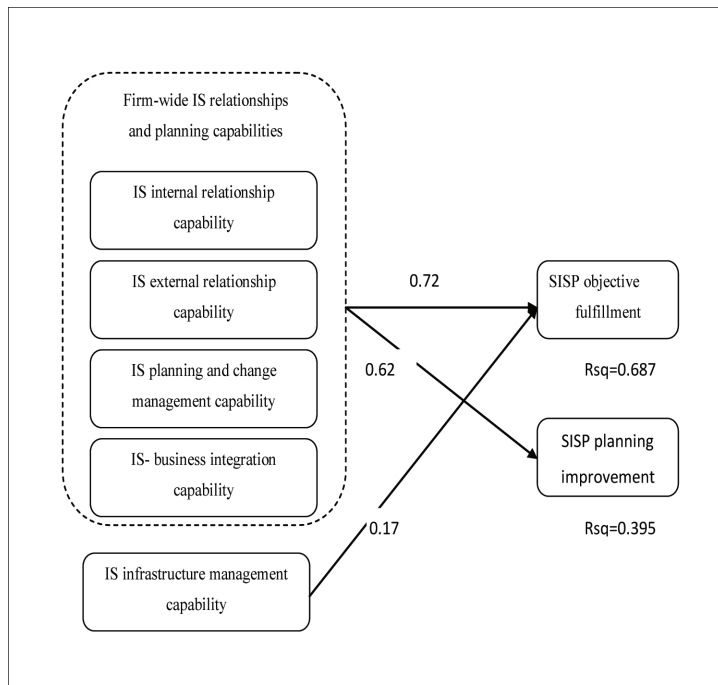 Firm-wide IS relationships
and planning capabilities
IS internal relationship
capability
IS external relationship
capability
IS planning and change
management capability
IS- business integration
capability
IS infrastructure management
capability
0.72
0.62
0.17
SISP objective
fulfillment
Rsq=0.687
SISP planning
improvement
Rsq=0.395